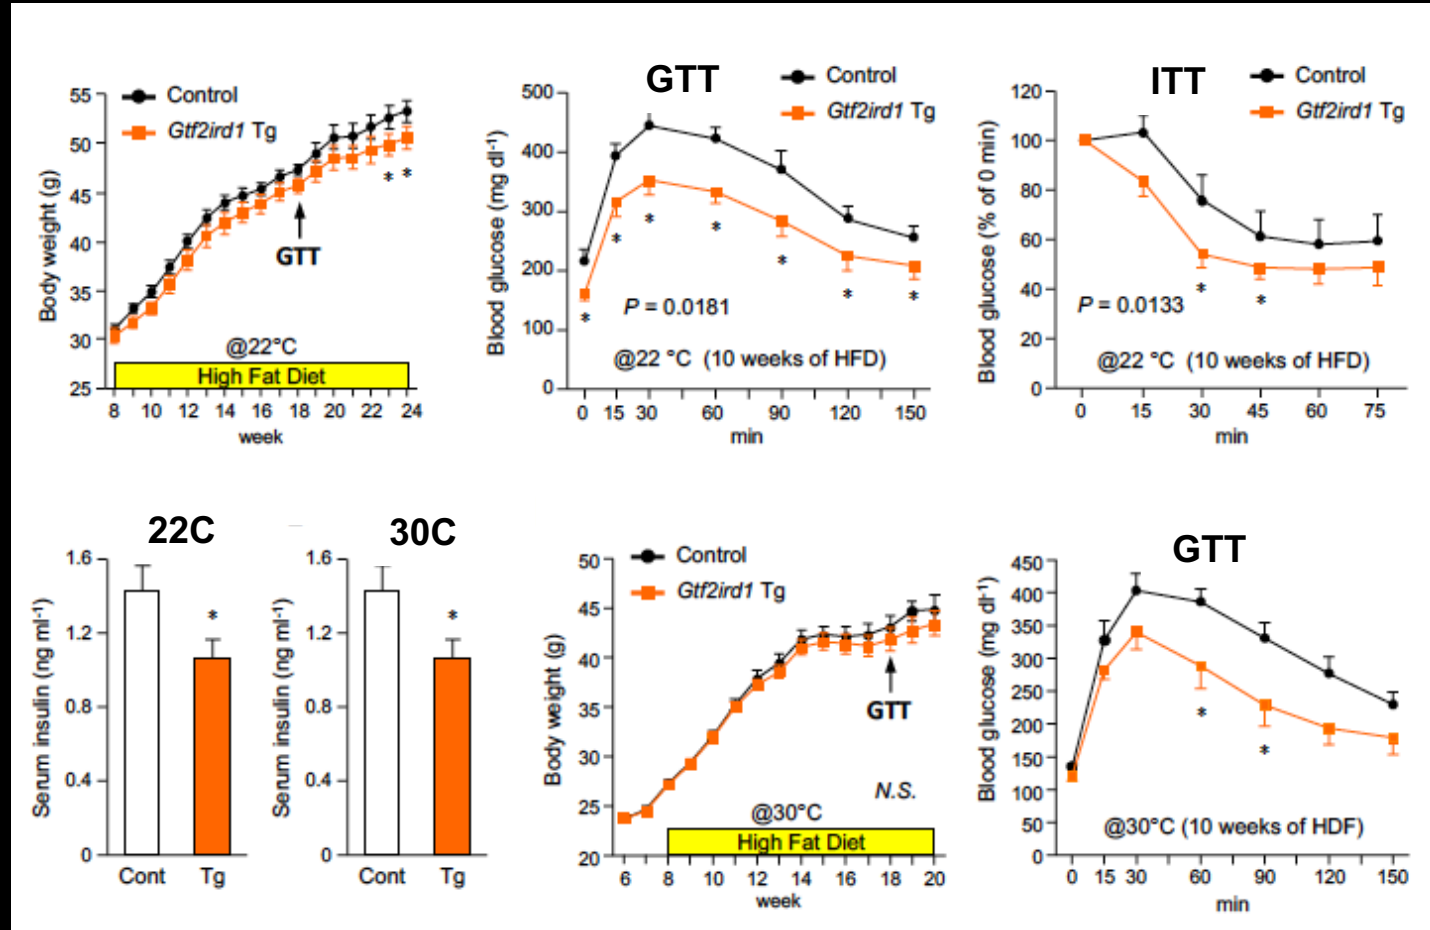 Control
Gtf2ird1 Tg
Body weight (g)
55
50
45
40
35
30
25
GTT
* *
@22°C
High Fat Diet
8 10 12 14 16 18 20 22 24
week
GTT
Control
Gtf2ird1 Tg
Blood glucose (mg dl-1)
500
400
300
200
100
0
* * * * * * *
P = 0.0181
@22 °C (10 weeks of HFD)
0 15 30 60 90 120 150
min
ITT
Control
Gtf2ird1 Tg
Blood glucose (% of 0 min)
120
100
80
60
40
20
0
* *
P = 0.0133
@22 °C (10 weeks of HFD)
0 15 30 45 60 75
min
22C
Serum insulin (ng ml-1)
1.6
1.2
0.8
0.4
0
*
Cont Tg
30C
Serum insulin (ng ml-1)
1.6
1.2
0.8
0.4
0
*
Cont Tg
Control
Gtf2ird1 Tg
Body weight (g)
50
45
40
35
30
25
20
GTT
N.S.
@30°C
High Fat Diet
6 8 10 12 14 16 18 20
week
GTT
Blood glucose (mg dl-1)
450
400
350
300
250
200
150
100
50
0
* *
@30°C (10 weeks of HDF)
0 15 30 60 90 120 150
min